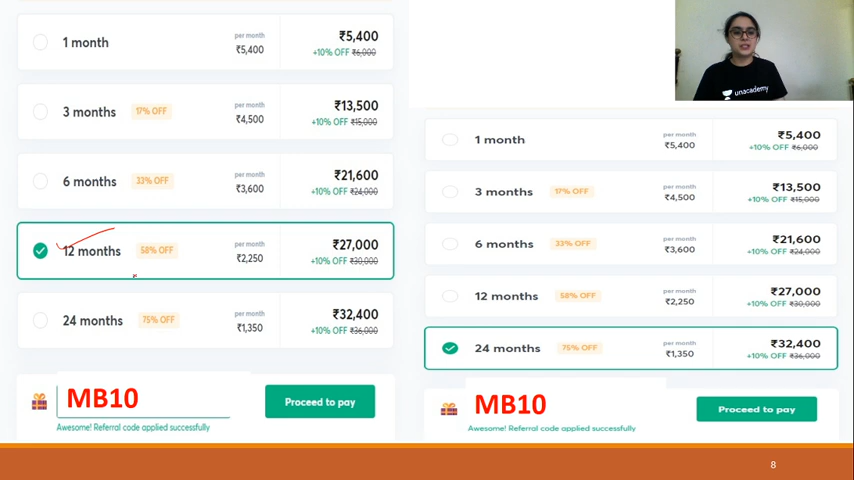 1 month
per month
₹5,400
₹5,400
+10% OFF ₹6,000
3 months
17% OFF
per month
₹4,500
₹13,500
+10% OFF ₹15,000
6 months
33% OFF
per month
₹3,600
₹21,600
+10% OFF ₹24,000
12 months
58% OFF
per month
₹2,250
₹27,000
+10% OFF ₹30,000
24 months
75% OFF
per month
₹1,350
₹32,400
+10% OFF ₹36,000
MB10
Proceed to pay
Awesome! Referral code applied successfully
unacademy
1 month
per month
₹5,400
₹5,400
+10% OFF ₹6,000
3 months
17% OFF
per month
₹4,500
₹13,500
+10% OFF ₹15,000
6 months
33% OFF
per month
₹3,600
₹21,600
+10% OFF ₹24,000
12 months
58% OFF
per month
₹2,250
₹27,000
+10% OFF ₹30,000
24 months
75% OFF
per month
₹1,350
₹32,400
+10% OFF ₹36,000
MB10
Proceed to pay
Awesome! Referral code applied successfully
8